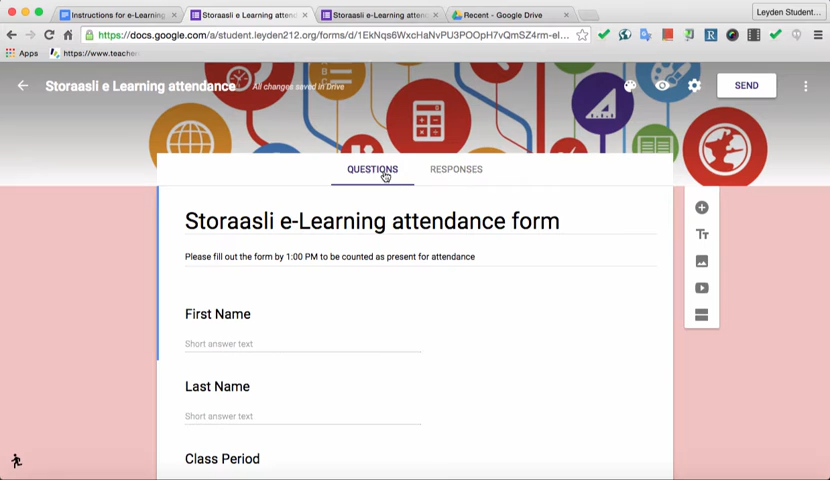 Instructions for e-Learning
Storaasli e Learning attend
Storaasli e-Learning attend
Recent - Google Drive
Leyden Student...
https://docs.google.com/a/student.leyden212.org/forms/d/1EkNqs6WxcHaNvPU3POOpH7vQmSZ4rm-el...
Apps
https://www.teache
Storaasli e Learning attendance
All changes saved in Drive
SEND
QUESTIONS
RESPONSES
Storaasli e-Learning attendance form
Please fill out the form by 1:00 PM to be counted as present for attendance
First Name
Short answer text
Last Name
Short answer text
Class Period